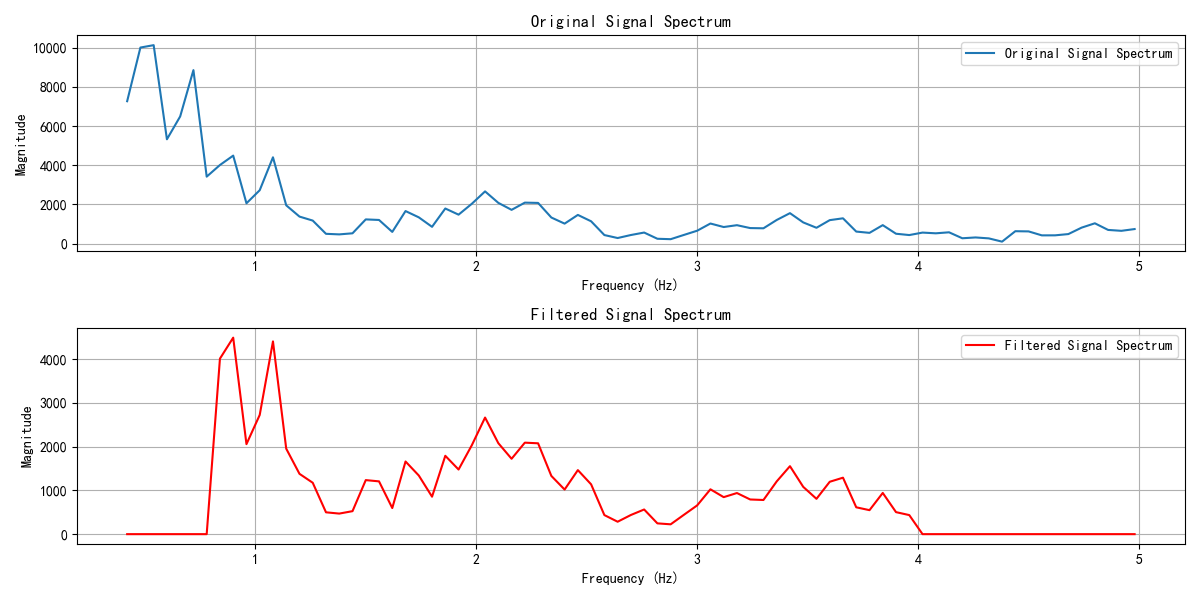 Original Signal Spectrum
Original Signal Spectrum
Magnitude
10000
8000
6000
4000
2000
0
1
2
3
4
5
Frequency (Hz)
Filtered Signal Spectrum
Filtered Signal Spectrum
Magnitude
4000
3000
2000
1000
0
1
2
3
4
5
Frequency (Hz)